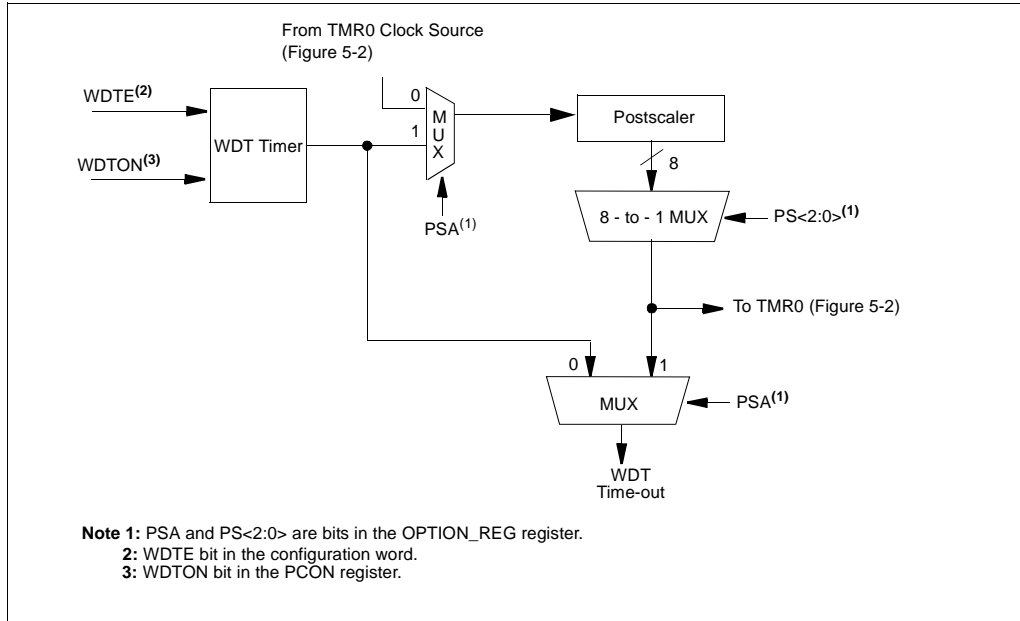 From TMR0 Clock Source
(Figure 5-2)
WDTE(2)
WDTON(3)
WDT Timer
0
1
MUX
PSA(1)
Postscaler
8
8 - to - 1 MUX
PS<2:0>(1)
To TMR0 (Figure 5-2)
0
1
MUX
PSA(1)
WDT
Time-out
Note 1: PSA and PS<2:0> are bits in the OPTION_REG register.
2: WDTE bit in the configuration word.
3: WDTON bit in the PCON register.